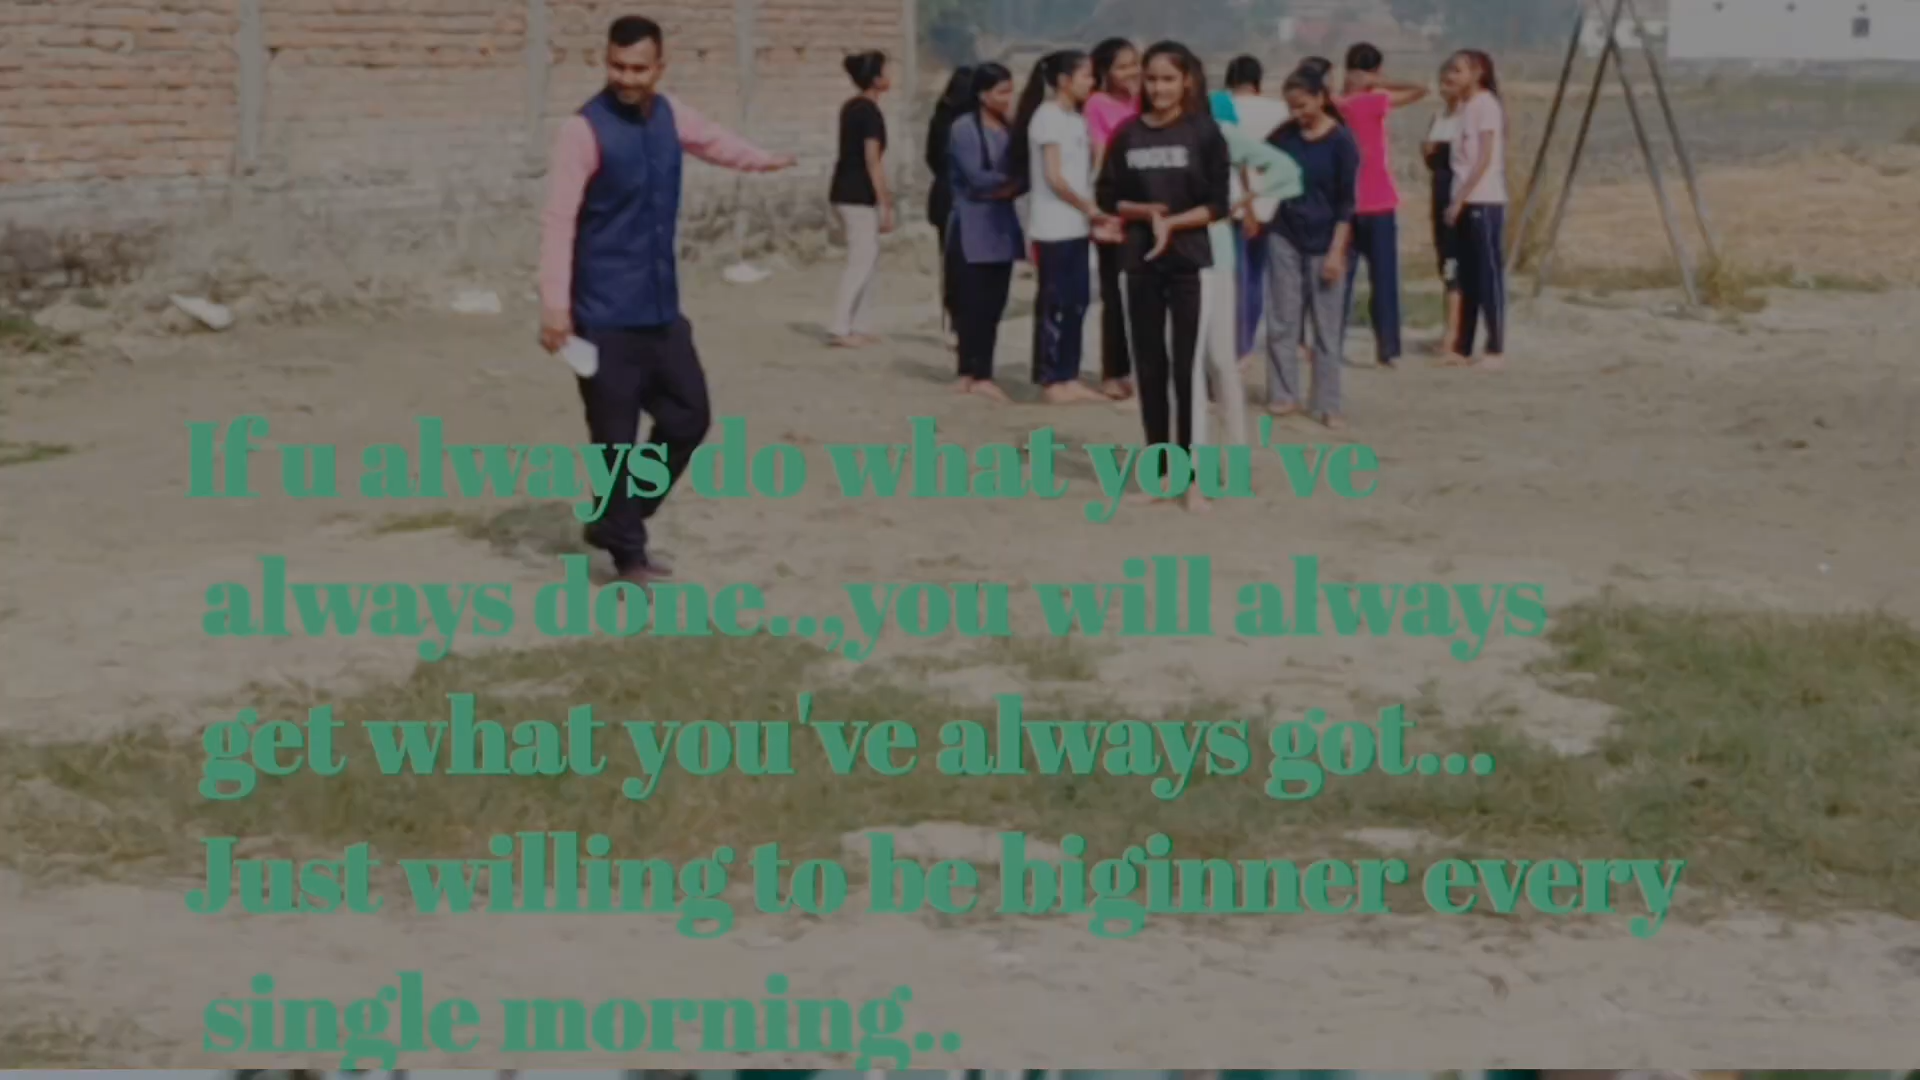 If u always do what you've
always done..,you will always
get what you've always got...
Just willing to be biginner every
single morning..